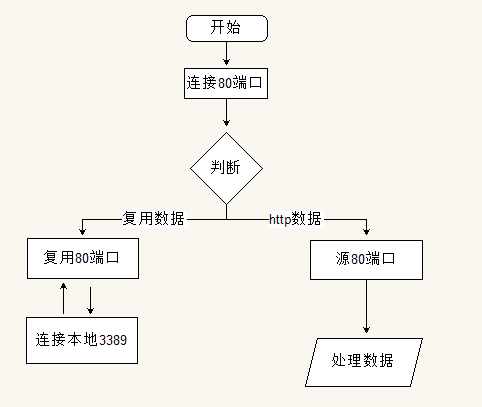 开始
连接80端口
判断
复用数据
http数据
复用80端口
源80端口
连接本地3389
处理数据